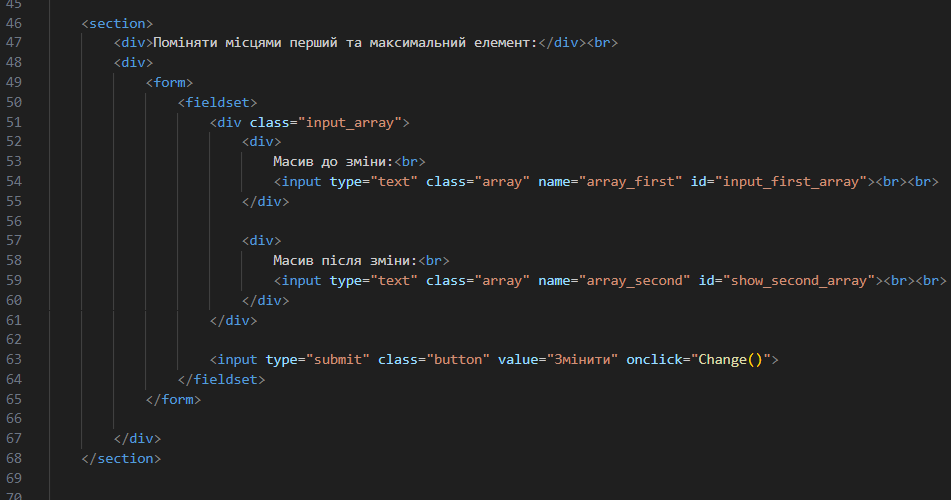 45
46 <section>
47 <div>Поміняти місцями перший та максимальний елемент:</div><br>
48 <div>
49 <form>
50 <fieldset>
51 <div class="input_array">
52 <div>
53 Масив до зміни:<br>
54 <input type="text" class="array" name="array_first" id="input_first_array"><br><br>
55 </div>
56
57 <div>
58 Масив після зміни:<br>
59 <input type="text" class="array" name="array_second" id="show_second_array"><br><br>
60 </div>
61 </div>
62
63 <input type="submit" class="button" value="Змінити" onclick="Change()">
64 </fieldset>
65 </form>
66
67 </div>
68 </section>
69
70